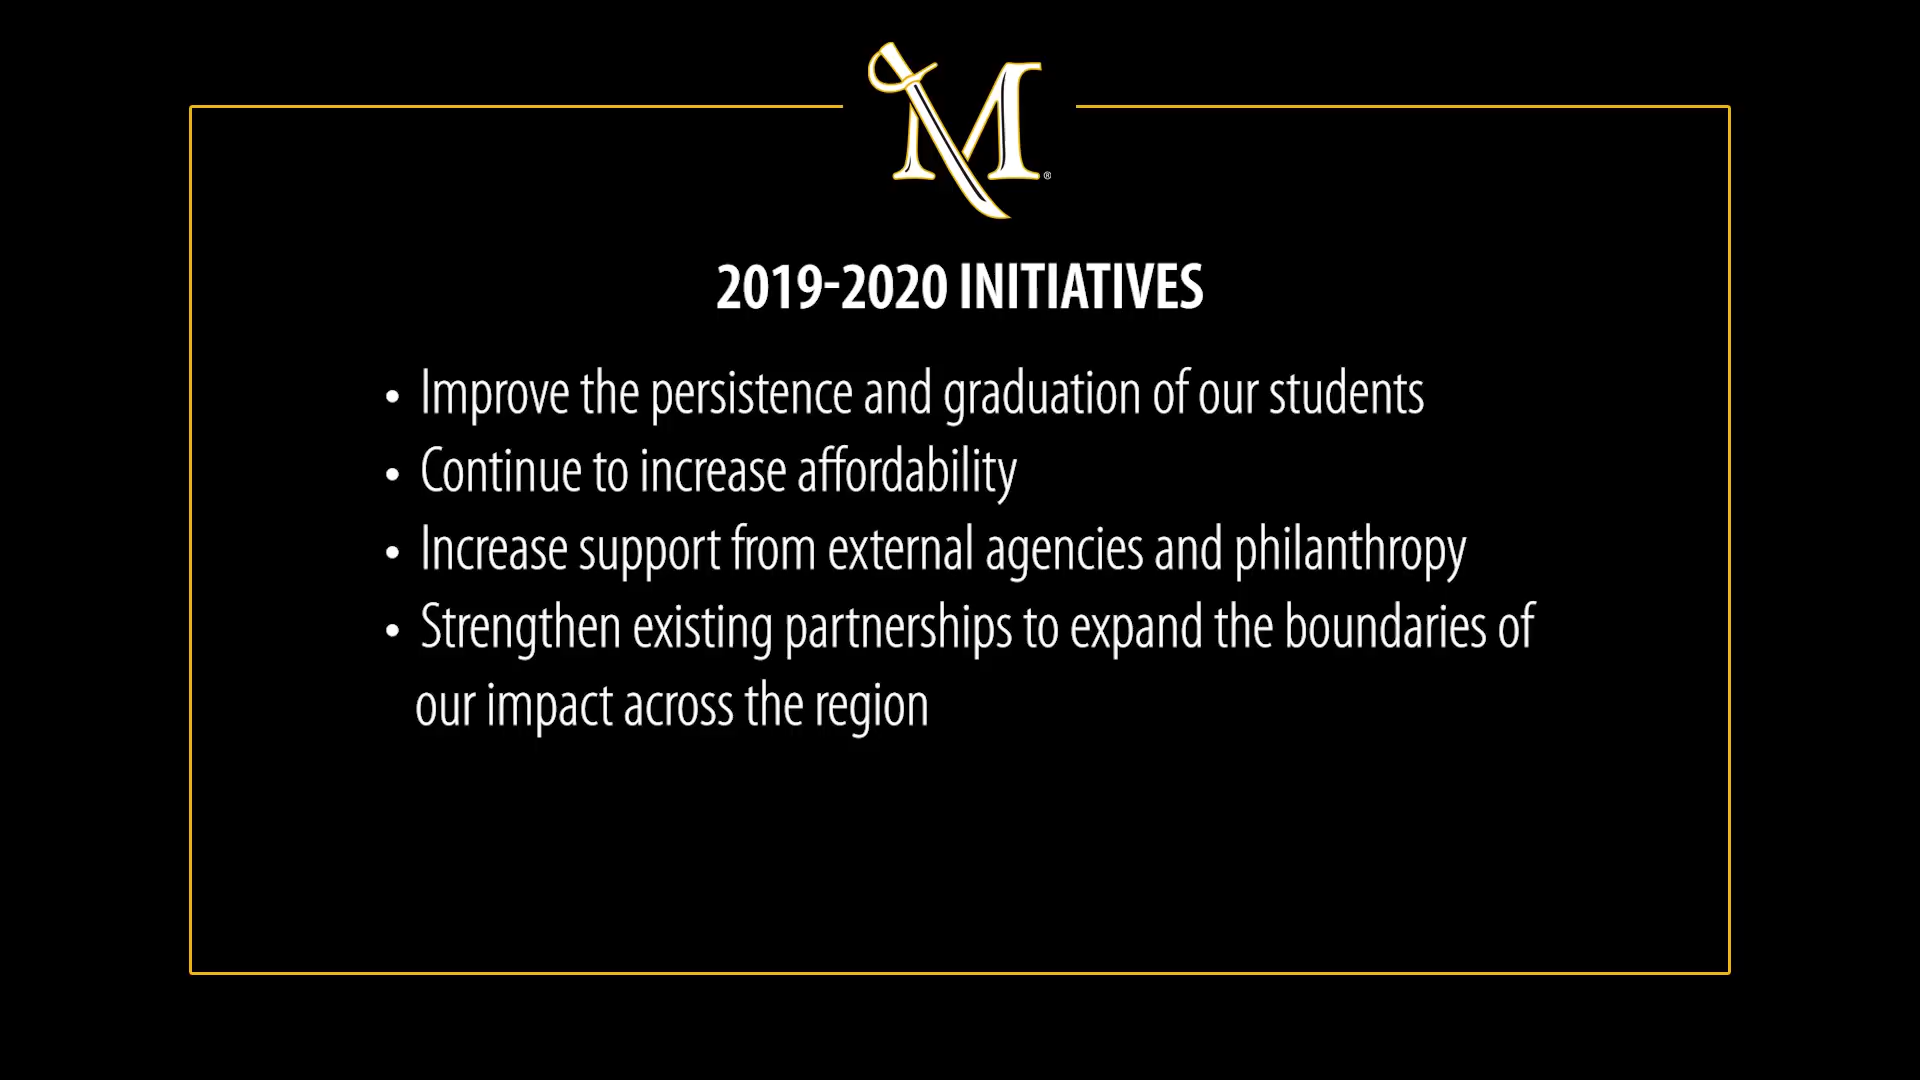 M®
2019-2020 INITIATIVES
• Improve the persistence and graduation of our students
• Continue to increase affordability
• Increase support from external agencies and philanthropy
• Strengthen existing partnerships to expand the boundaries of
our impact across the region